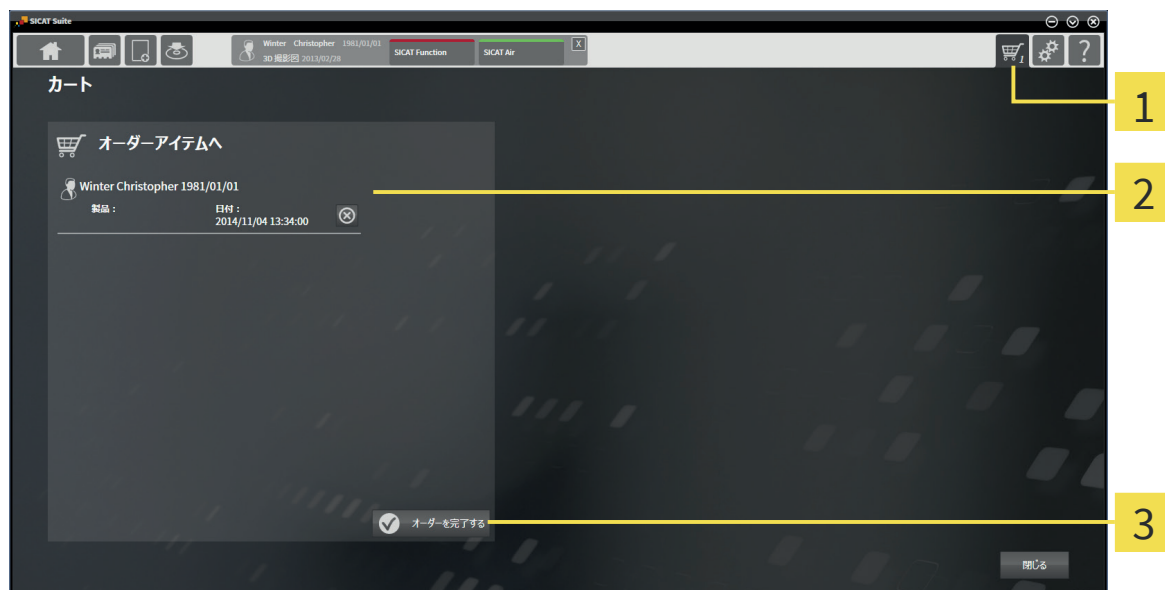 SICAT Suite
Winter Christopher 1981/01/01
3D 撮影図 2013/02/28
SICAT Function
SICAT Air
X
1
?
カート
1
オーダーアイテムへ
Winter Christopher 1981/01/01
2
製品：
日付：
2014/11/04 13:34:00
オーダーを完了する
3
閉じる